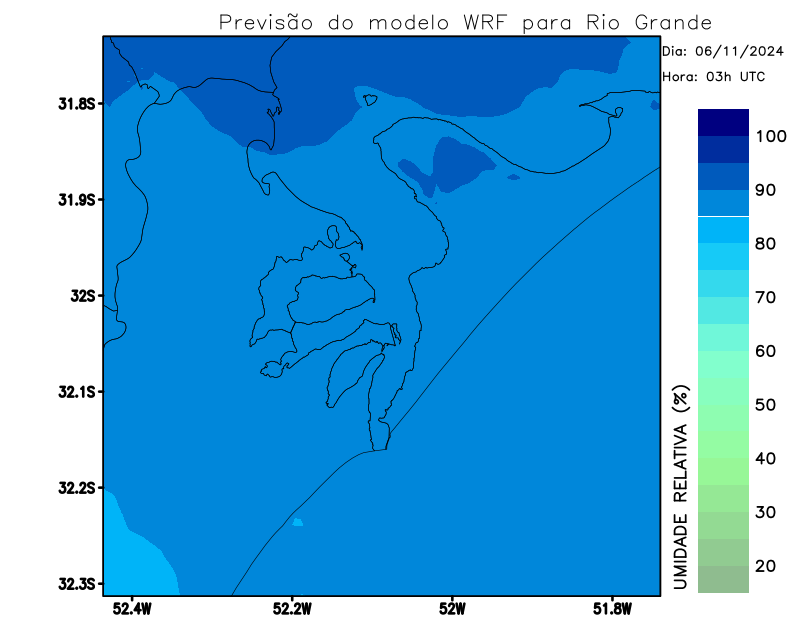 Previsão do modelo WRF para Rio Grande
Dia: 06/11/2024
Hora: 03h UTC
31.8S
31.9S
32S
32.1S
32.2S
32.3S
52.4W 52.2W 52W 51.8W
UMIDADE RELATIVA (%)
100
90
80
70
60
50
40
30
20